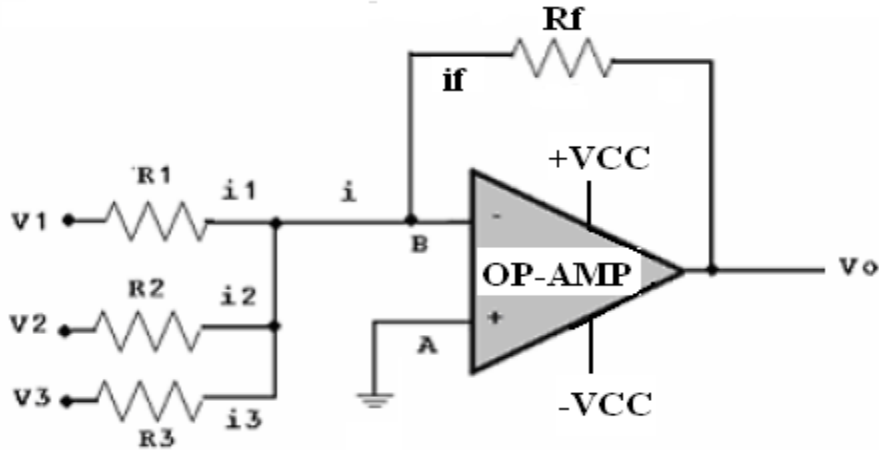 Rf
if
+VCC
R1
i1
i
V1
-
B
OP-AMP
Vo
R2
i2
V2
+
A
V3
i3
R3
-VCC